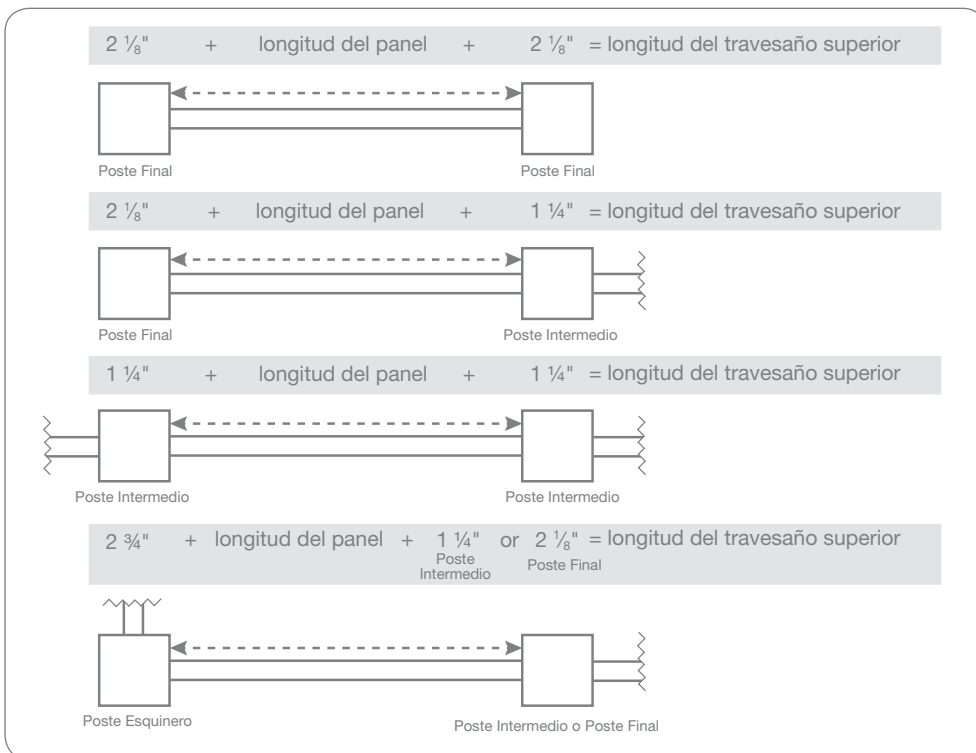 2 ⅛" + longitud del panel + 2 ⅛" = longitud del travesaño superior
Poste Final Poste Final
2 ⅛" + longitud del panel + 1 ¼" = longitud del travesaño superior
Poste Final Poste Intermedio
1 ¼" + longitud del panel + 1 ¼" = longitud del travesaño superior
Poste Intermedio Poste Intermedio
2 ¾" + longitud del panel + 1 ¼" or 2 ⅛" = longitud del travesaño superior
Poste Intermedio Poste Final
Poste Esquinero Poste Intermedio o Poste Final